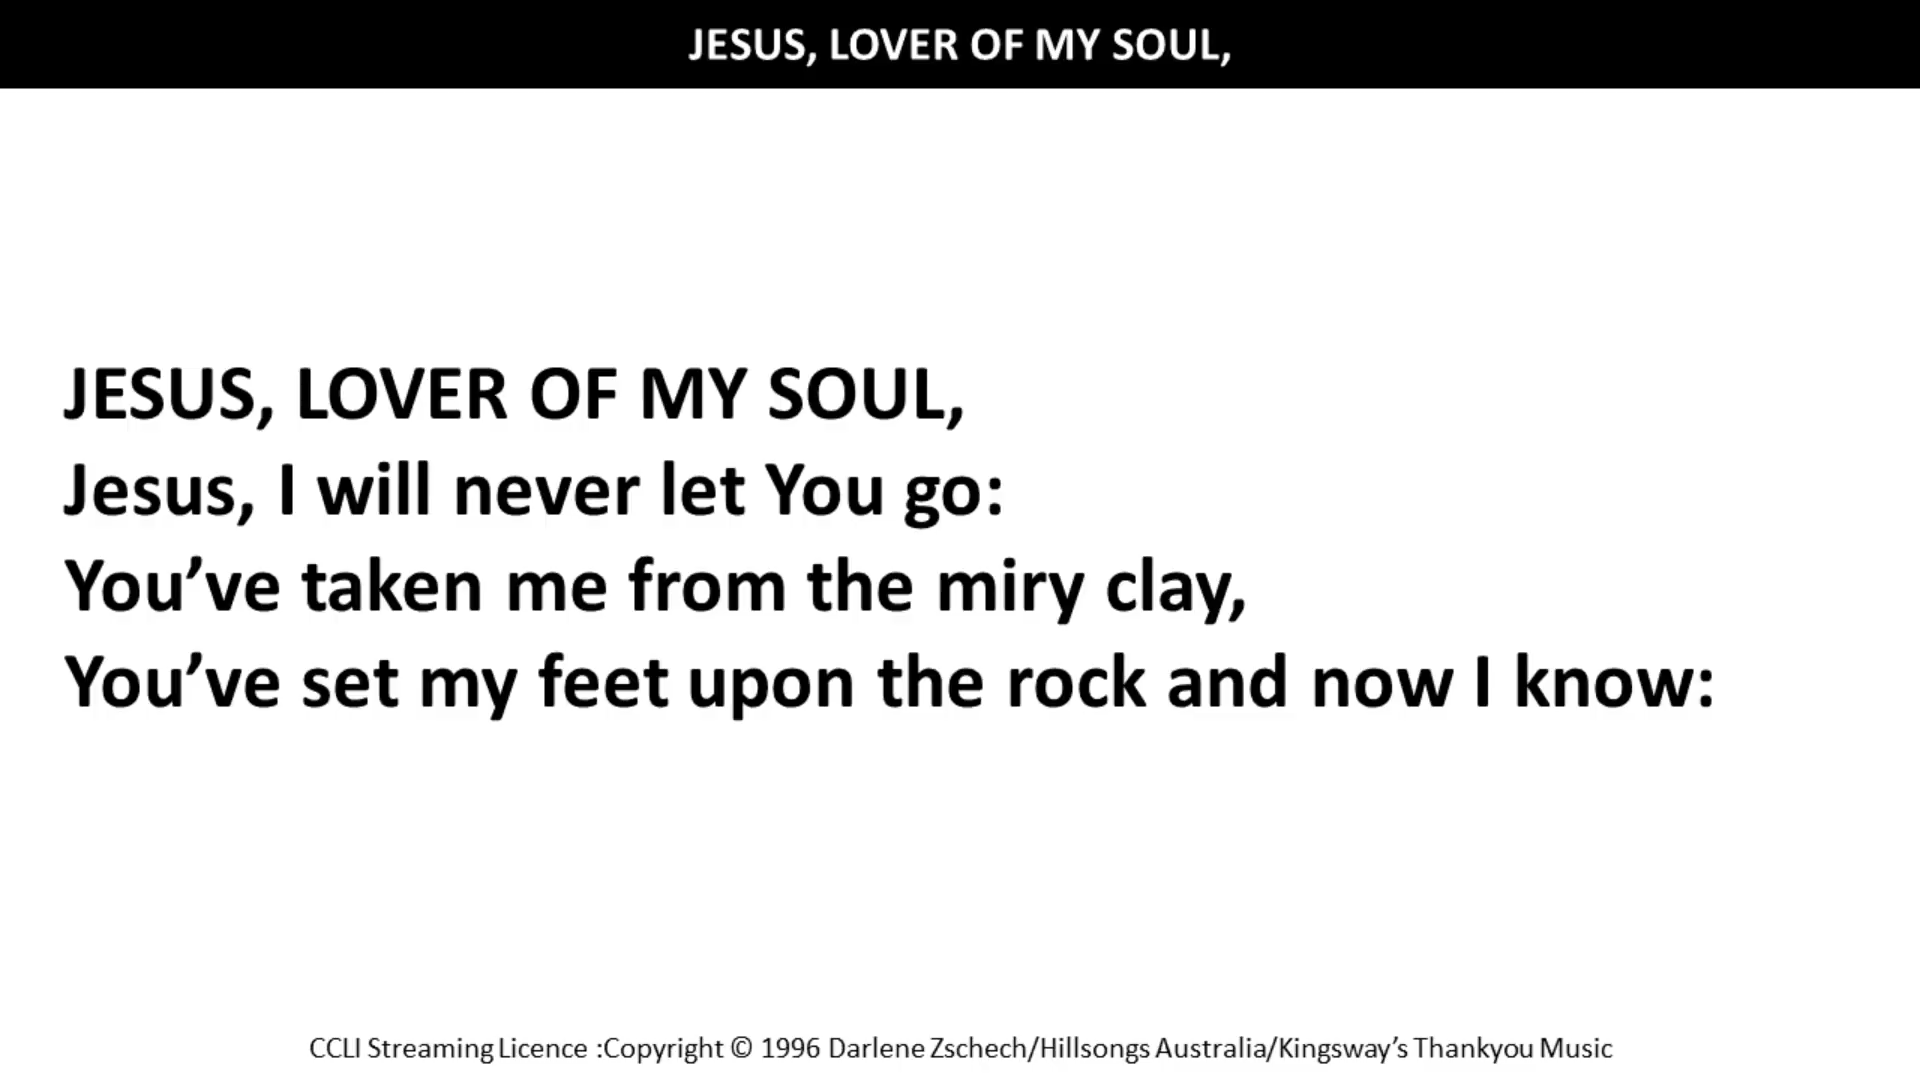 JESUS, LOVER OF MY SOUL,
JESUS, LOVER OF MY SOUL,
Jesus, I will never let You go:
You’ve taken me from the miry clay,
You’ve set my feet upon the rock and now I know:
CCLI Streaming Licence :Copyright © 1996 Darlene Zschech/Hillsongs Australia/Kingsway’s Thankyou Music